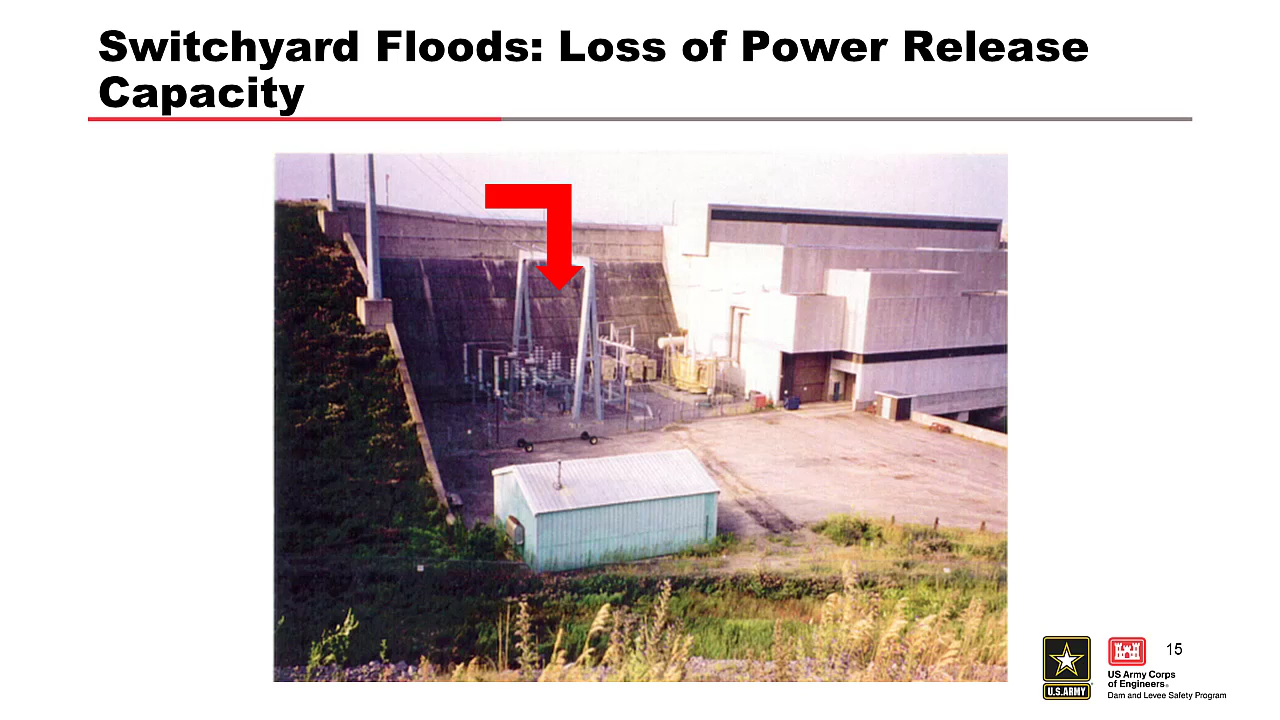 Switchyard Floods: Loss of Power Release
Capacity
15
U.S.ARMY
US Army Corps
of Engineers®
Dam and Levee Safety Program